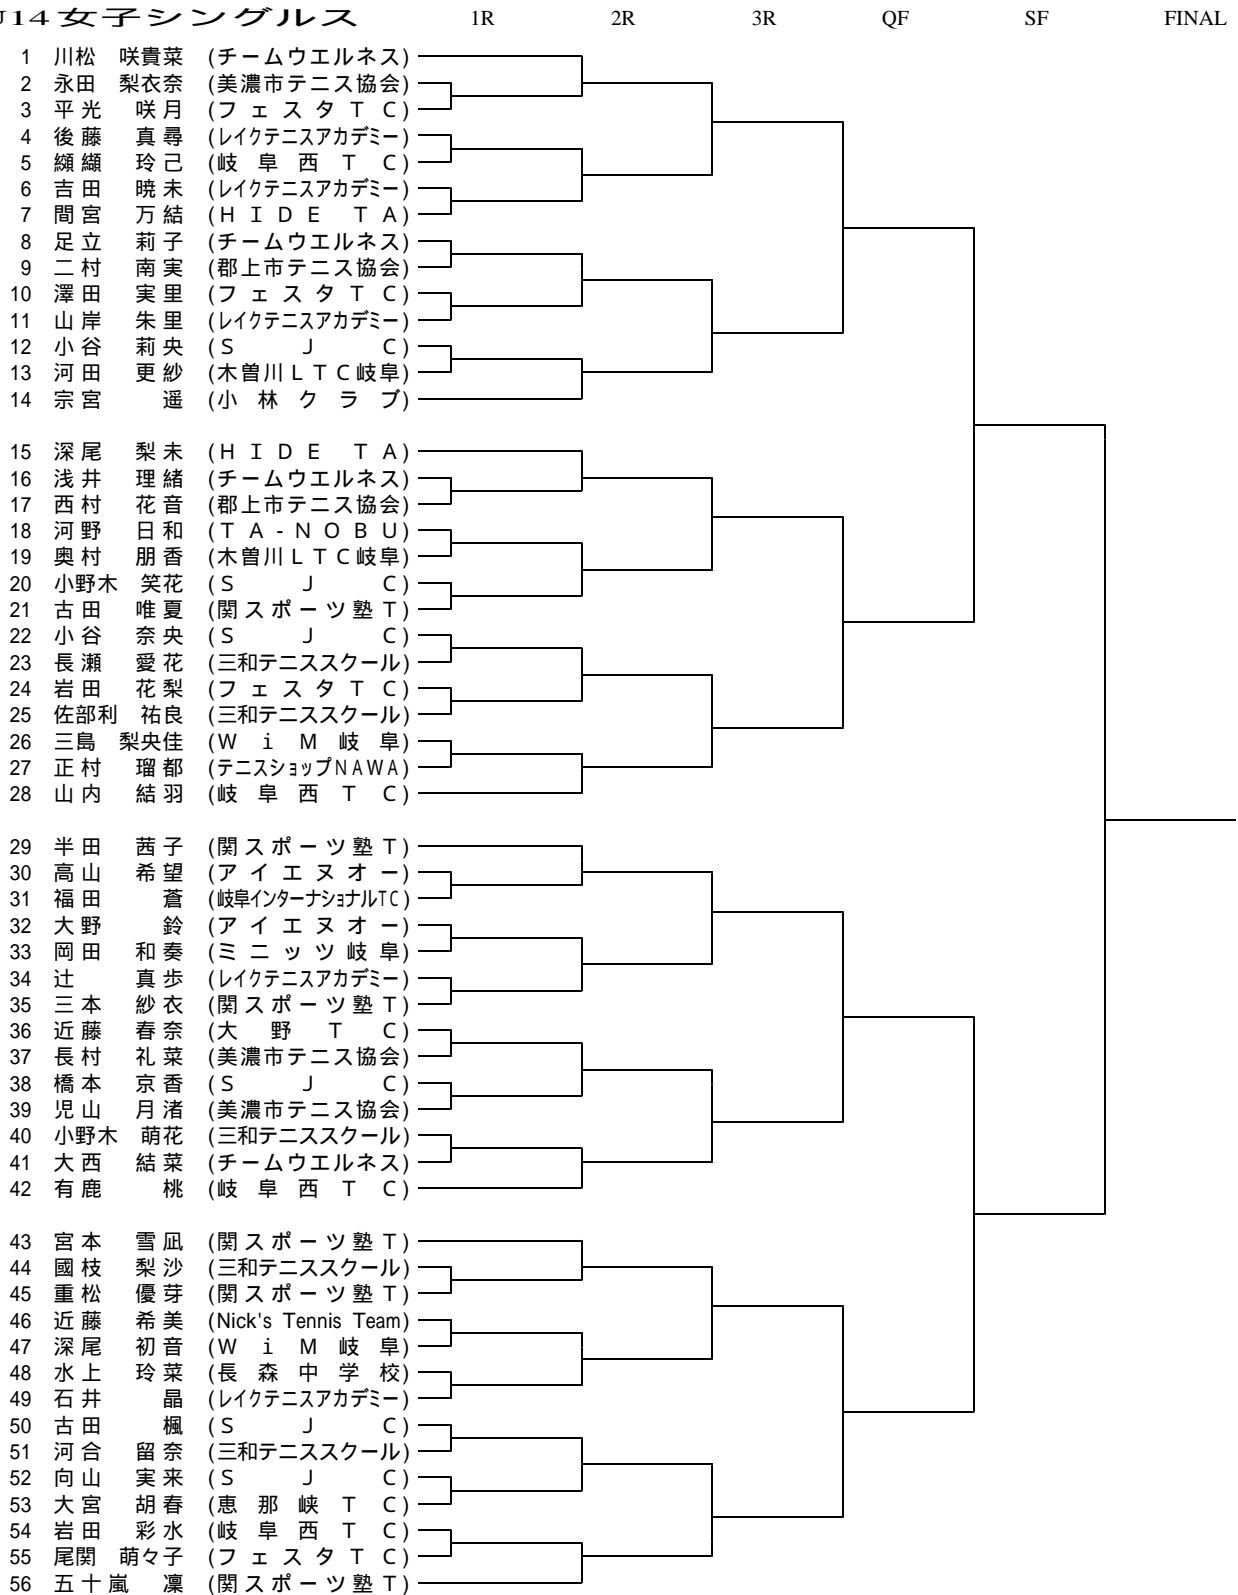 U14女子シングルス 1R 2R 3R QF SF FINAL
1 川松 咲貴菜 (チームウエルネス)
2 永田 梨衣奈 (美濃市テニス協会)
3 平光 咲月 (フェスタTC)
4 後藤 真尋 (レイクテニスアカデミー)
5 纐纈 玲己 (岐阜西TC)
6 吉田 暁未 (レイクテニスアカデミー)
7 間宮 万結 (HIDE TA)
8 足立 莉子 (チームウエルネス)
9 二村 南実 (郡上市テニス協会)
10 澤田 実里 (フェスタTC)
11 山岸 朱里 (レイクテニスアカデミー)
12 小谷 莉央 (SJC)
13 河田 更紗 (木曽川LTC岐阜)
14 宗宮 遥 (小林クラブ)
15 深尾 梨未 (HIDE TA)
16 浅井 理緒 (チームウエルネス)
17 西村 花音 (郡上市テニス協会)
18 河野 日和 (TA-NOBU)
19 奥村 朋香 (木曽川LTC岐阜)
20 小野木 笑花 (SJC)
21 古田 唯夏 (関スポーツ塾T)
22 小谷 奈央 (SJC)
23 長瀬 愛花 (三和テニススクール)
24 岩田 花梨 (フェスタTC)
25 佐部利 祐良 (三和テニススクール)
26 三島 梨央佳 (WiM岐阜)
27 正村 瑠都 (テニスショップNAWA)
28 山内 結羽 (岐阜西TC)
29 半田 茜子 (関スポーツ塾T)
30 高山 希望 (アイエヌオー)
31 福田 蒼 (岐阜インターナショナルTC)
32 大野 鈴 (アイエヌオー)
33 岡田 和奏 (ミニッツ岐阜)
34 辻 真歩 (レイクテニスアカデミー)
35 三本 紗衣 (関スポーツ塾T)
36 近藤 春奈 (大野TC)
37 長村 礼菜 (美濃市テニス協会)
38 橋本 京香 (SJC)
39 児山 月渚 (美濃市テニス協会)
40 小野木 萌花 (三和テニススクール)
41 大西 結菜 (チームウエルネス)
42 有鹿 桃 (岐阜西TC)
43 宮本 雪凪 (関スポーツ塾T)
44 國枝 梨沙 (三和テニススクール)
45 重松 優芽 (関スポーツ塾T)
46 近藤 希美 (Nick's Tennis Team)
47 深尾 初音 (WiM岐阜)
48 水上 玲菜 (長森中学校)
49 石井 晶 (レイクテニスアカデミー)
50 古田 楓 (SJC)
51 河合 留奈 (三和テニススクール)
52 向山 実来 (SJC)
53 大宮 胡春 (恵那峡TC)
54 岩田 彩水 (岐阜西TC)
55 尾関 萌々子 (フェスタTC)
56 五十嵐 凜 (関スポーツ塾T)